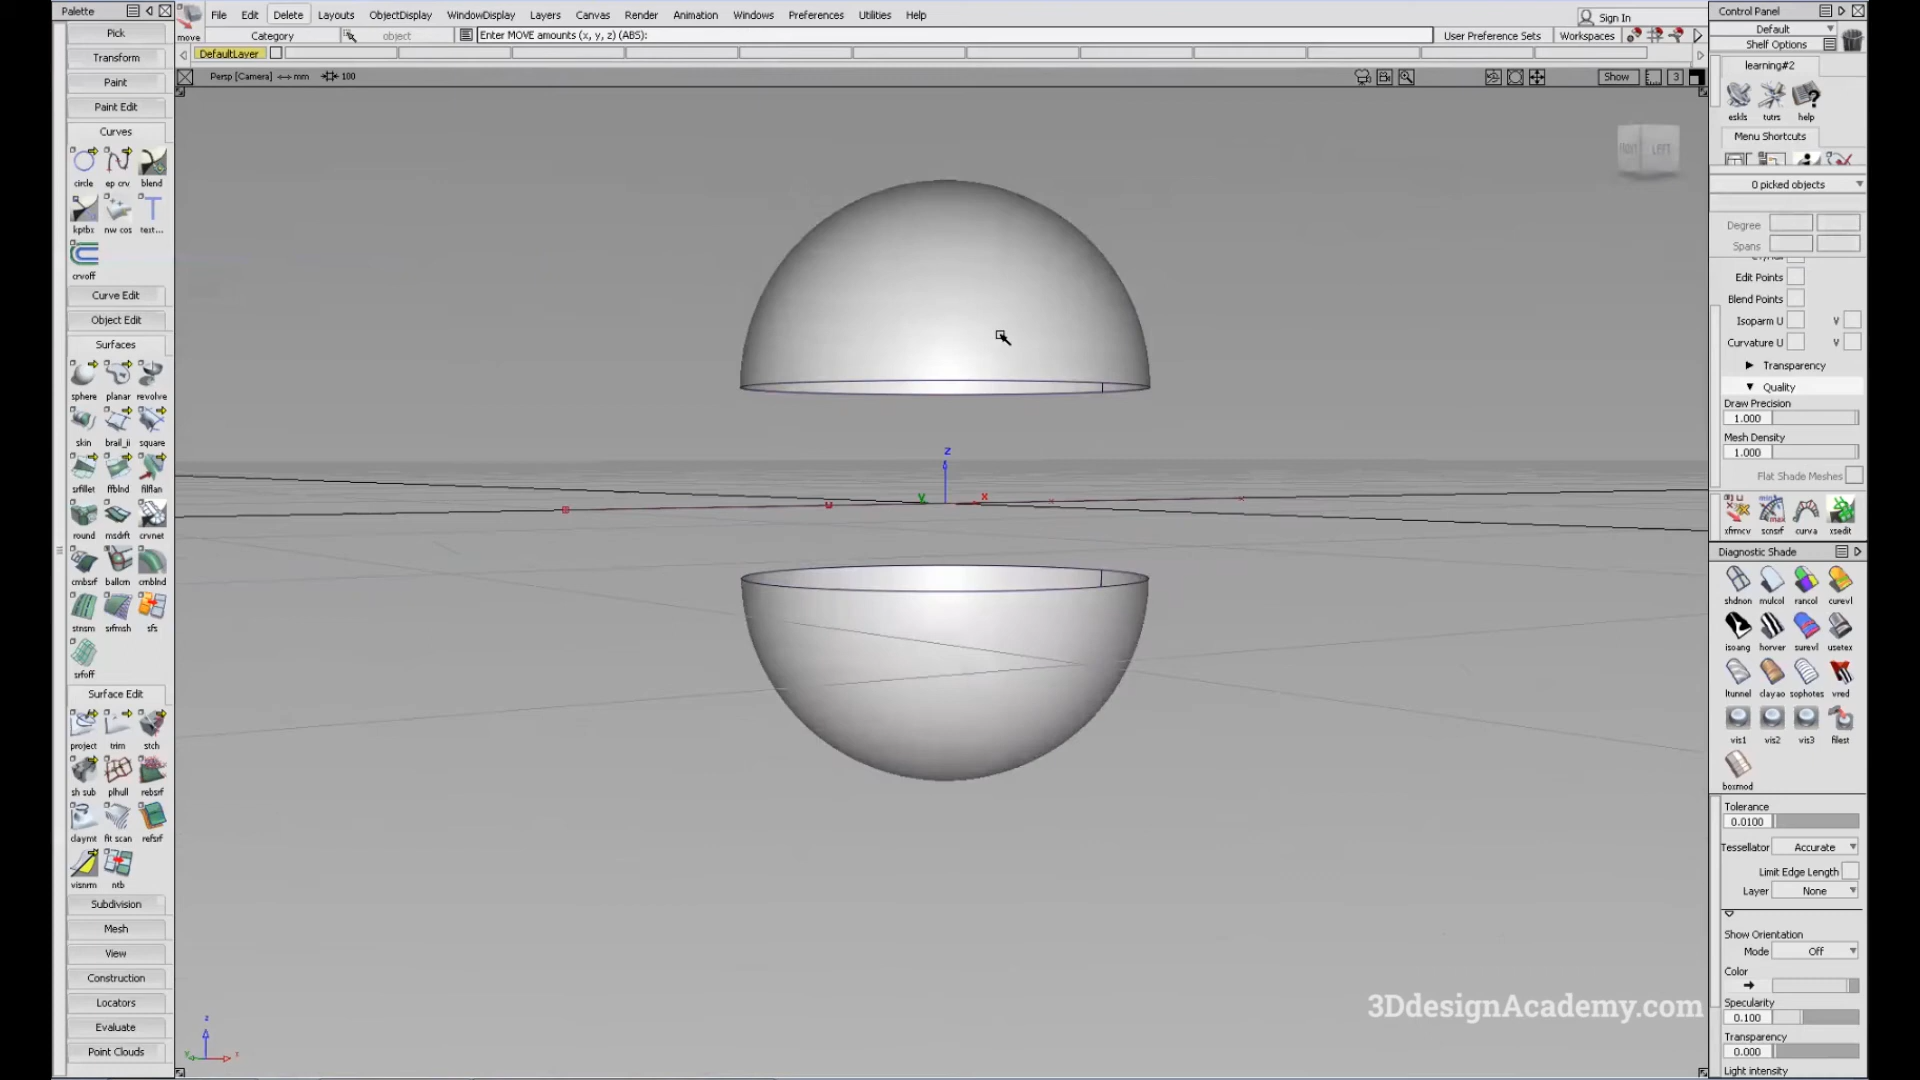 Palette
File Edit Delete Layouts ObjectDisplay WindowDisplay Layers Canvas Render Animation Windows Preferences Utilities Help
Sign In
move
Category
object
Enter MOVE amounts (x, y, z) (ABS):
User Preference Sets
Workspaces
DefaultLayer
Persp [Camera] mm 100
Show
3
LEFT
z
y
x
z
Pick
Transform
Paint
Paint Edit
Curves
circle ep crv blend
kptbx nw cos text...
crvoff
Curve Edit
Object Edit
Surfaces
sphere planar revolve
skin brail_ii square
srfillet ffblnd filflan
round msdrft crvnet
cmbsrf ballcrn cmblnd
stnsrn srfmsh sfs
srfoff
Surface Edit
project trim stch
sh sub plhull rebsrf
claymt fit scan refsrf
visnrm ntb
Subdivision
Mesh
View
Construction
Locators
Evaluate
Point Clouds
Control Panel
Default
Shelf Options
learning#2
eskls tutrs help
Menu Shortcuts
0 picked objects
Degree
Spans
Edit Points
Blend Points
Isoparm U V
Curvature U V
Transparency
Quality
Draw Precision
1.000
Mesh Density
1.000
Flat Shade Meshes
xfrmcv scnsrf curva xsedit
Diagnostic Shade
shdnon mulcol rancol curevl
isoang horver surevl usetex
ltunnel clayao sophotes vred
vis1 vis2 vis3 filest
boxmod
Tolerance
0.0100
Tessellator Accurate
Limit Edge Length
Layer None
Show Orientation
Mode Off
Color
Specularity
0.100
Transparency
0.000
Light intensity
3DdesignAcademy.com